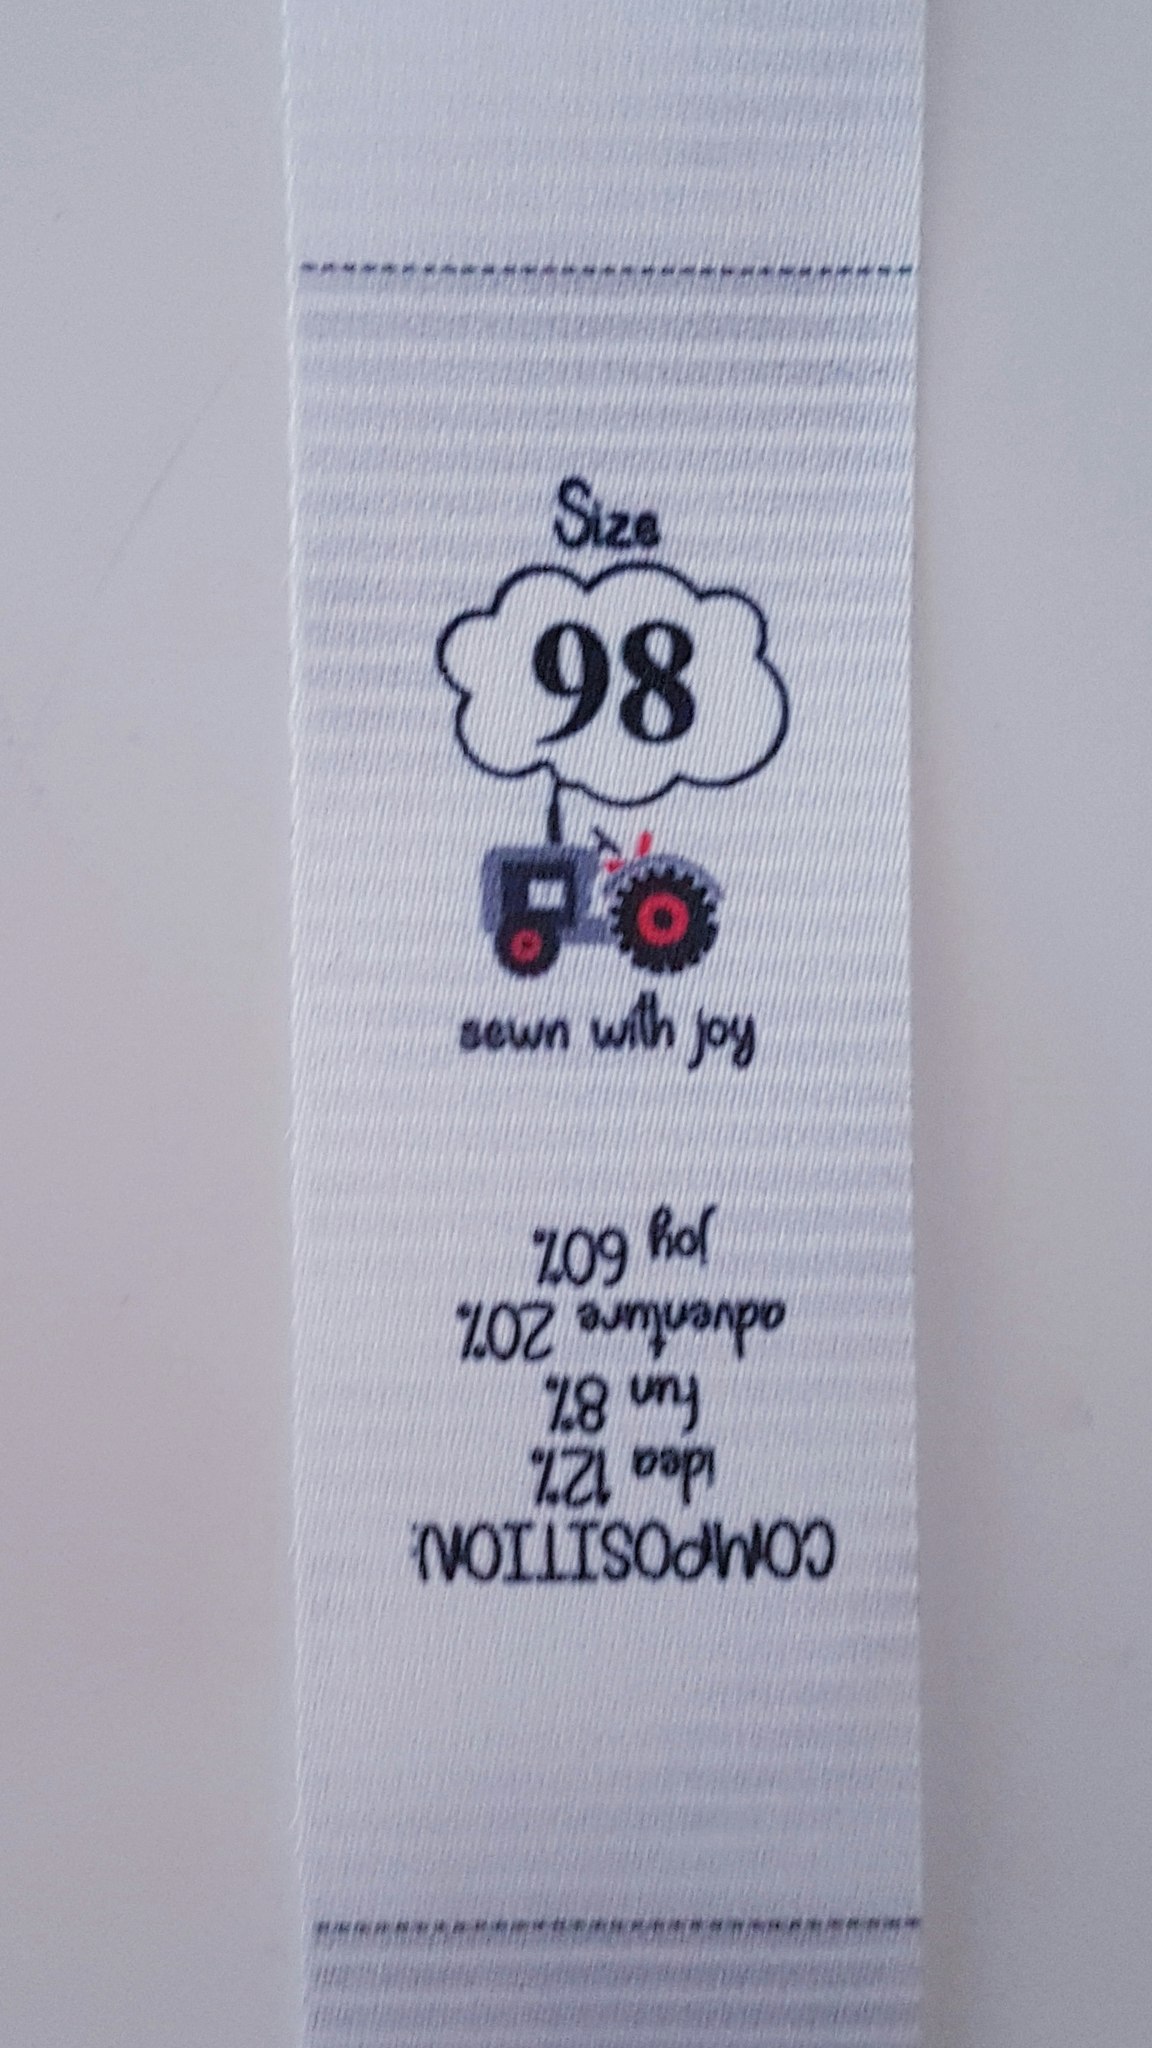 Size
98
sewn with joy
COMPOSITION:
idea 12%
fun 8%
adventure 20%
joy 60%